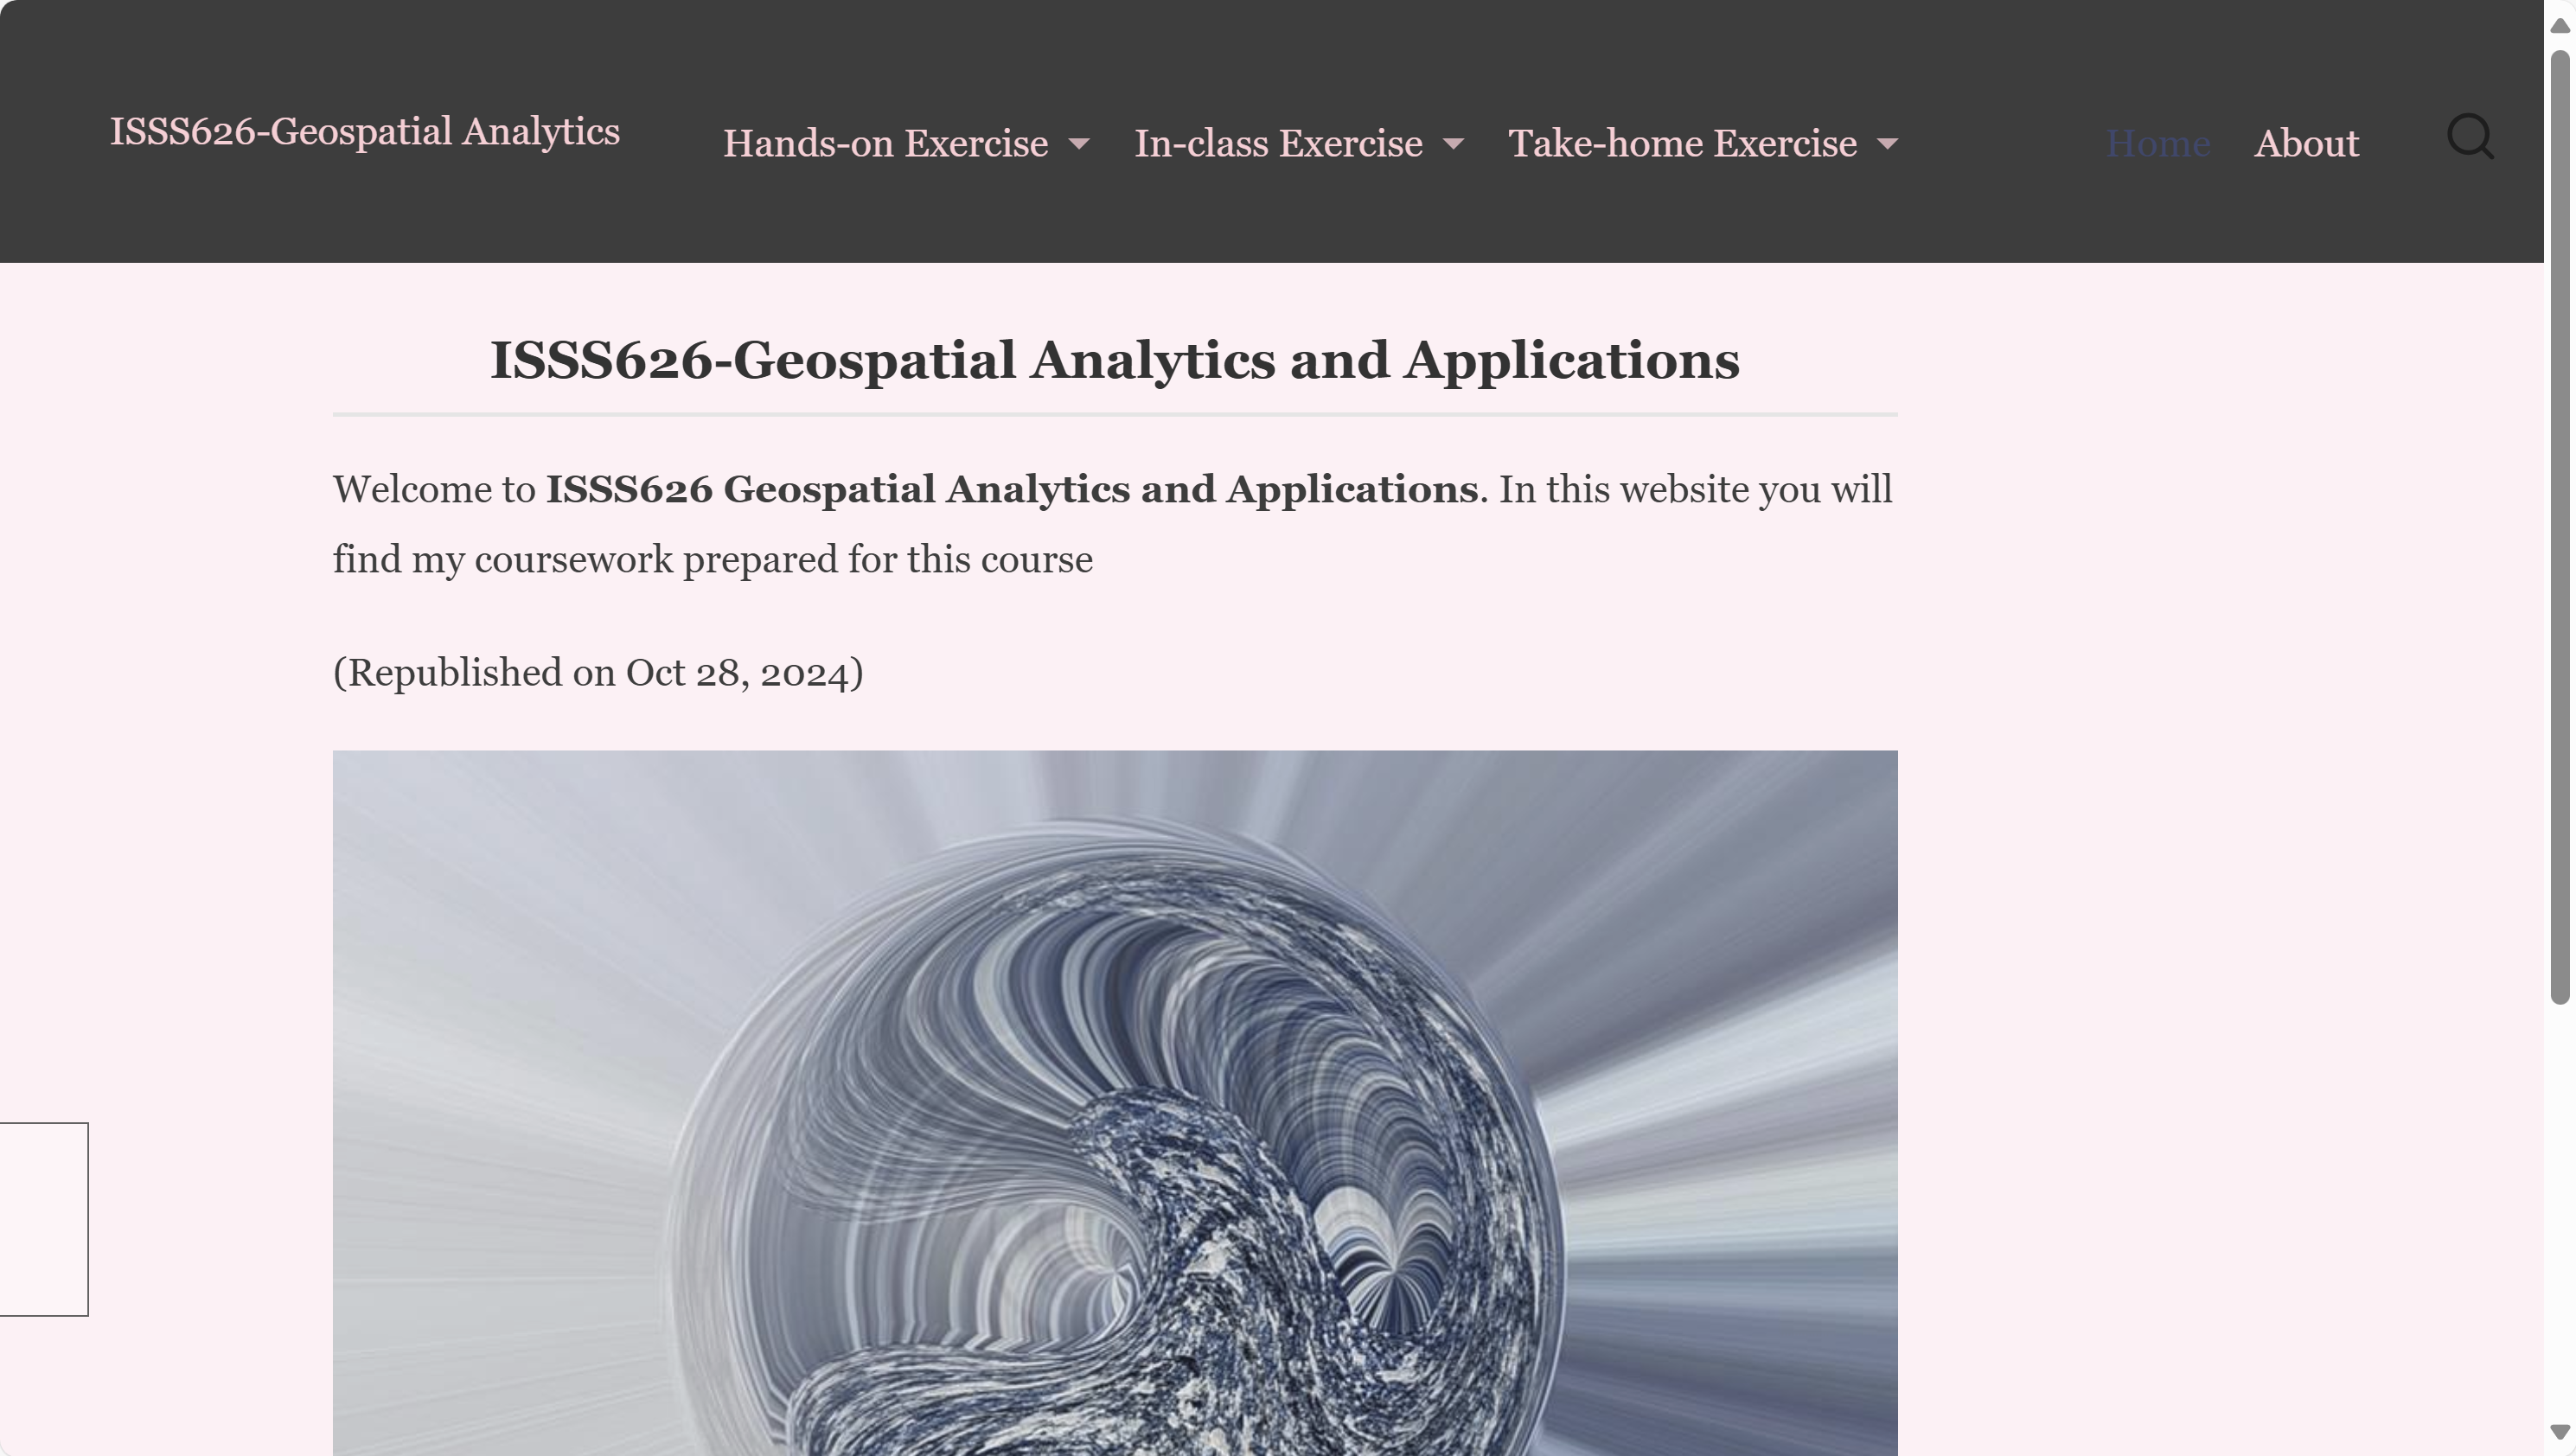 ISSS626-Geospatial Analytics
Hands-on Exercise
In-class Exercise
Take-home Exercise
Home
About
ISSS626-Geospatial Analytics and Applications
Welcome to ISSS626 Geospatial Analytics and Applications. In this website you will
find my coursework prepared for this course
(Republished on Oct 28, 2024)